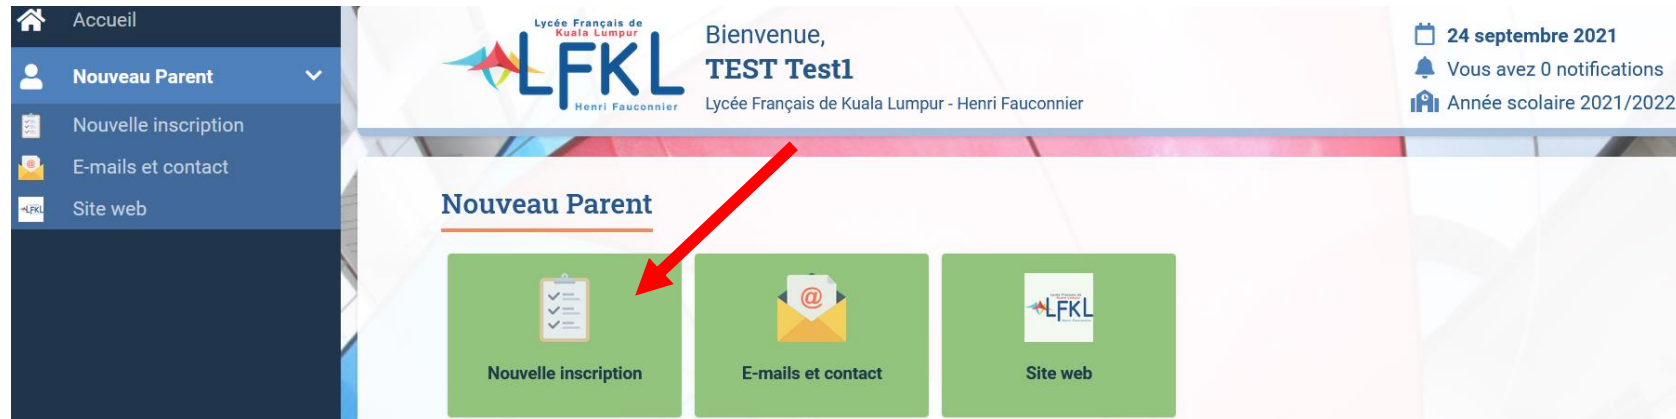 Accueil
Nouveau Parent
Nouvelle inscription
E-mails et contact
Site web
Lycée Français de
Kuala Lumpur
LFKL
Henri Fauconnier
Bienvenue,
TEST Test1
Lycée Français de Kuala Lumpur - Henri Fauconnier
24 septembre 2021
Vous avez 0 notifications
Année scolaire 2021/2022
Nouveau Parent
@
LFKL
Nouvelle inscription
E-mails et contact
Site web